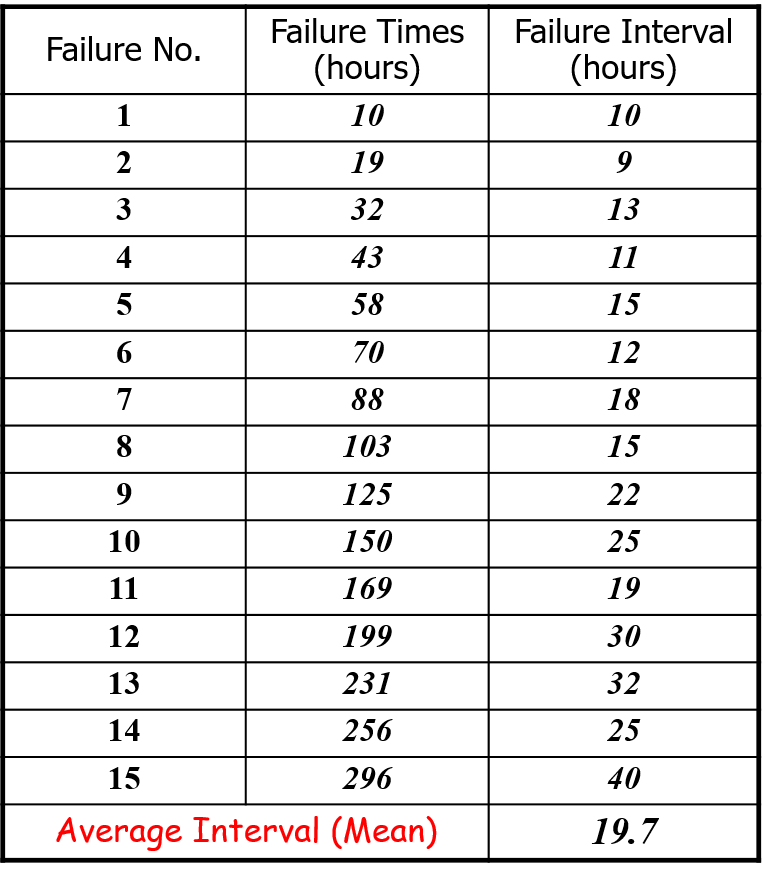 Failure No. Failure Times (hours) Failure Interval (hours)
1 10 10
2 19 9
3 32 13
4 43 11
5 58 15
6 70 12
7 88 18
8 103 15
9 125 22
10 150 25
11 169 19
12 199 30
13 231 32
14 256 25
15 296 40
Average Interval (Mean) 19.7